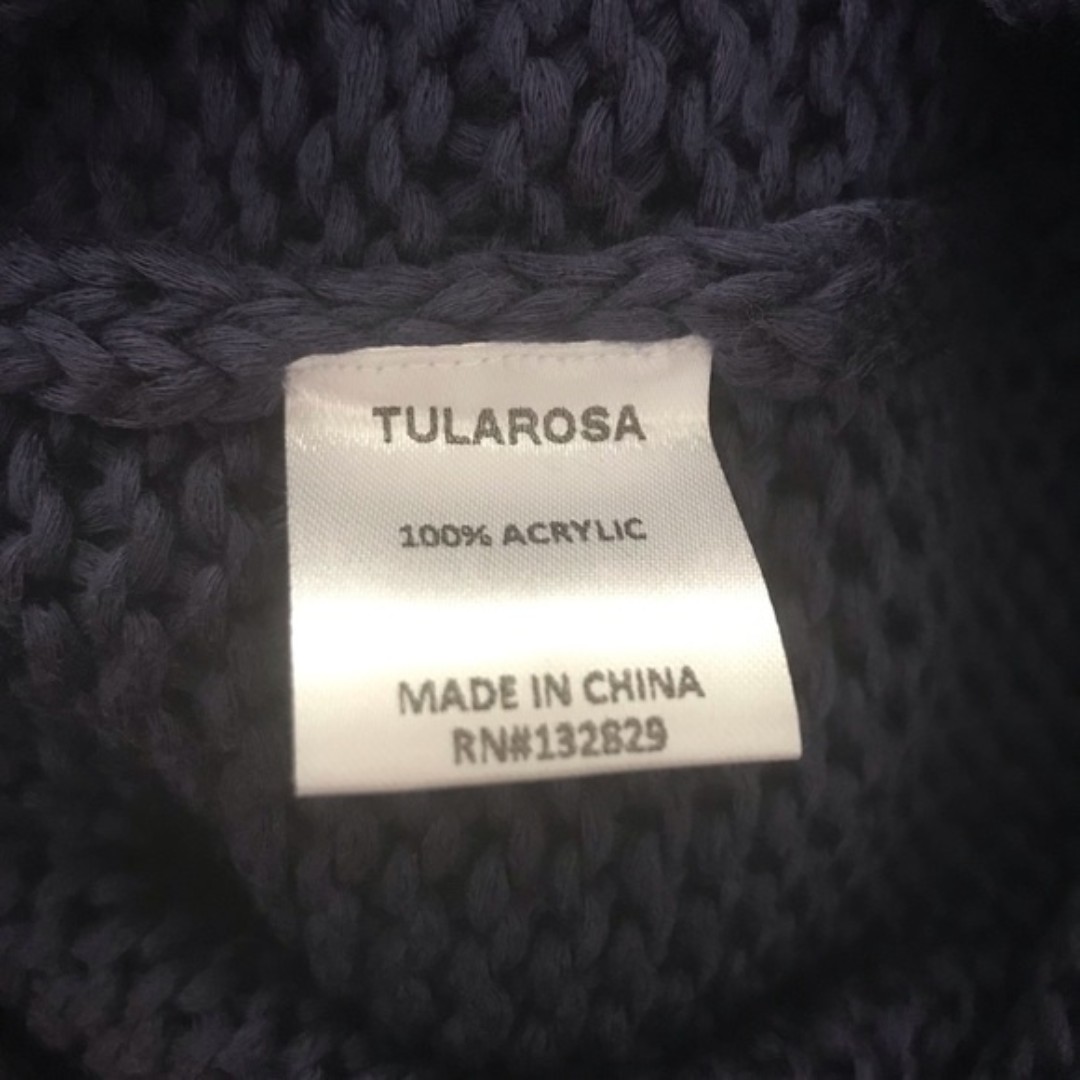 TULAROSA
100% ACRYLIC
MADE IN CHINA
RN#132829